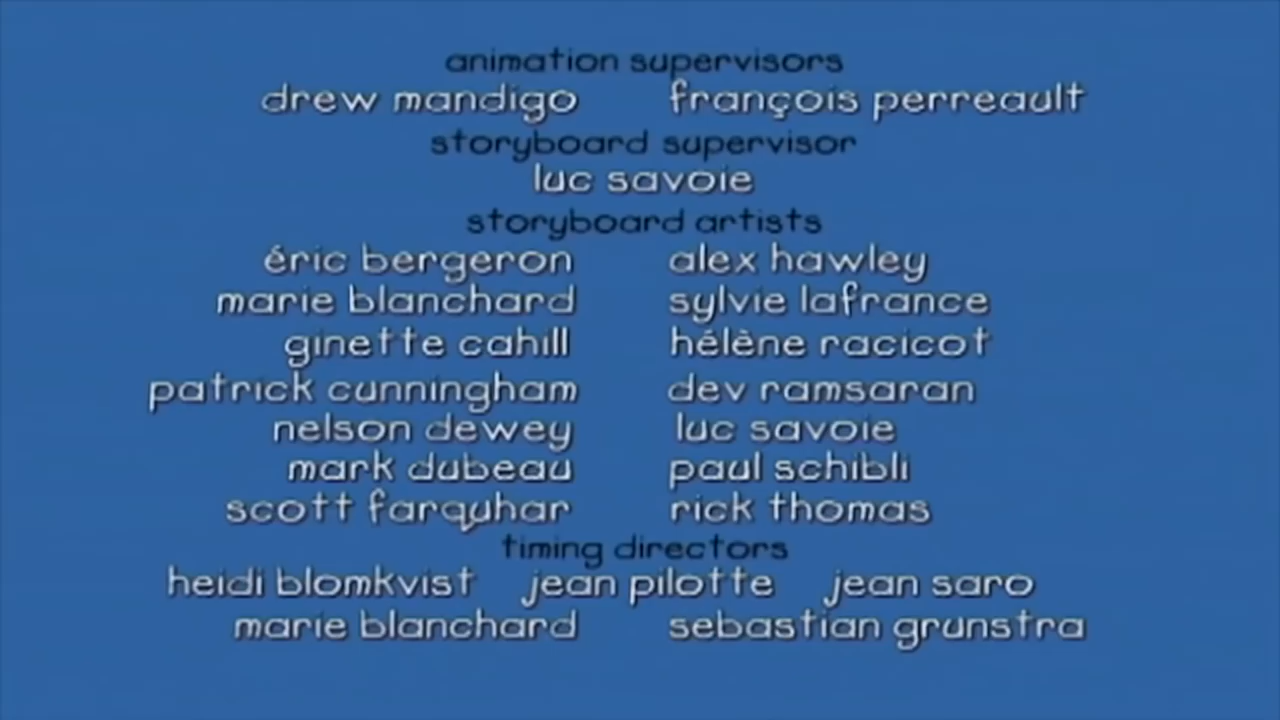 animation supervisors
drew mandigo françois perreault
storyboard supervisor
luc savoie
storyboard artists
éric bergeron alex hawley
marie blanchard sylvie lafrance
ginette cahill hélène racicot
patrick cunningham dev ramsaran
nelson dewey luc savoie
mark dubeau paul schibli
scott farquhar rick thomas
timing directors
heidi blomkvist jean pilotte jean saro
marie blanchard sebastian grunstra